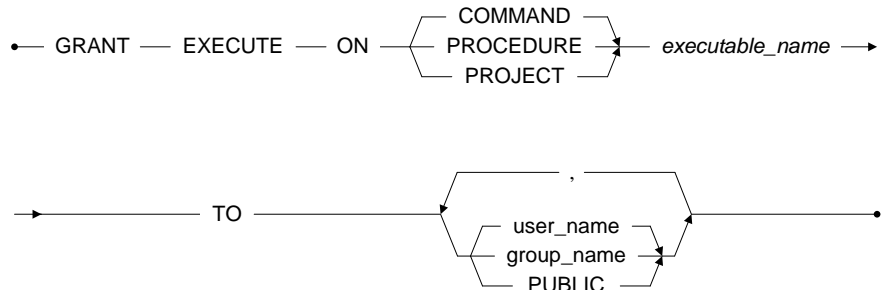 COMMAND
GRANT EXECUTE ON PROCEDURE executable_name
PROJECT
,
TO
user_name
group_name
PUBLIC